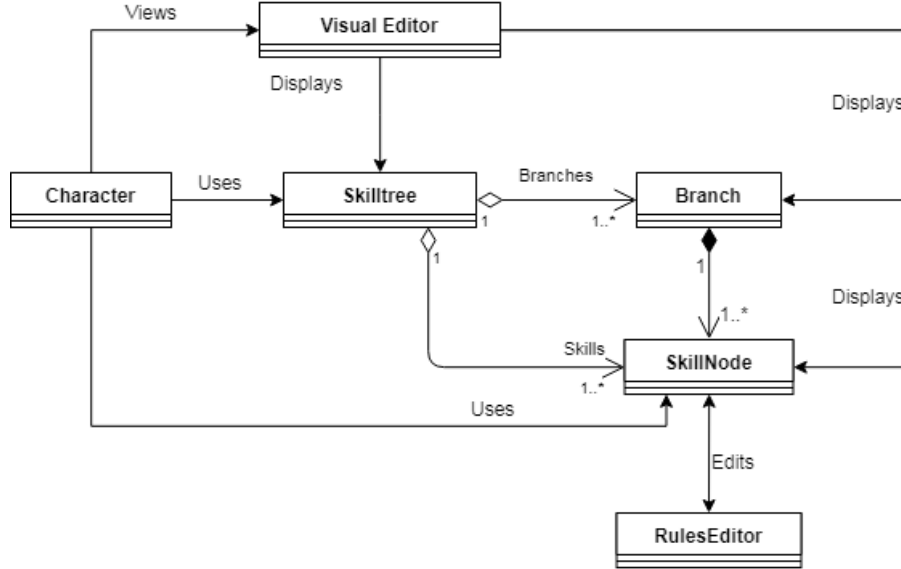 Views
Visual Editor
Displays
Displays
Character
Uses
Skilltree
1
Branches
1..*
Branch
1
1
1..*
Displays
Skills
1..*
SkillNode
Uses
Edits
RulesEditor